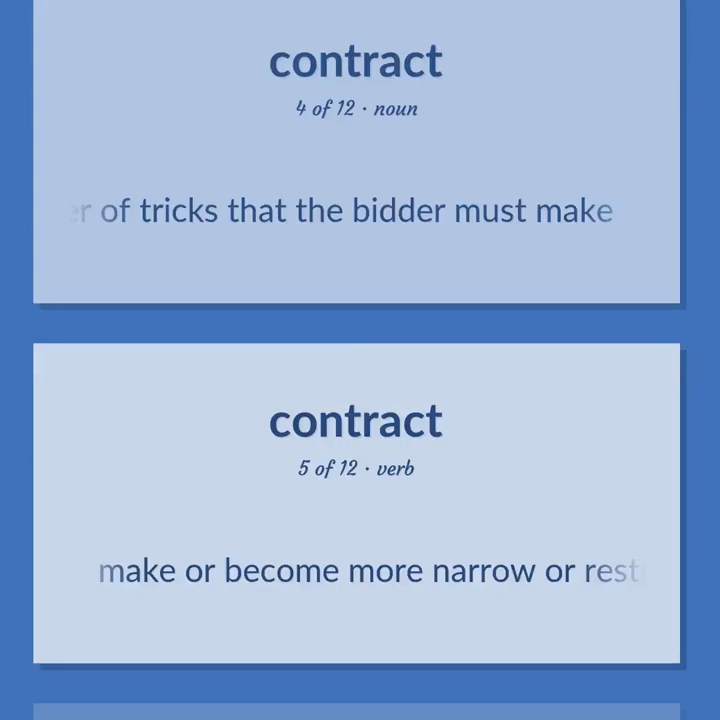 contract
4 of 12 · noun
of tricks that the bidder must make
contract
5 of 12 · verb
make or become more narrow or